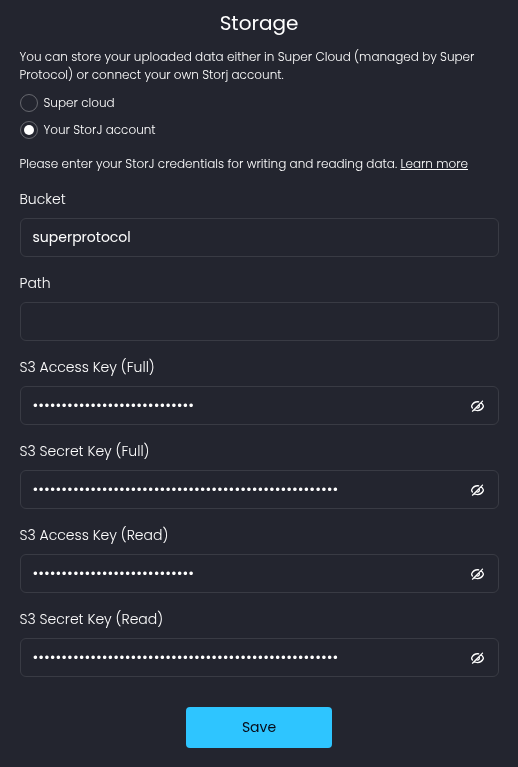 Storage
You can store your uploaded data either in Super Cloud (managed by Super
Protocol) or connect your own Storj account.
Super cloud
Your StorJ account
Please enter your StorJ credentials for writing and reading data. Learn more
Bucket
superprotocol
Path
S3 Access Key (Full)
••••••••••••••••••••••••••••
S3 Secret Key (Full)
•••••••••••••••••••••••••••••••••••••••••••••••••••••
S3 Access Key (Read)
••••••••••••••••••••••••••••
S3 Secret Key (Read)
•••••••••••••••••••••••••••••••••••••••••••••••••••••
Save